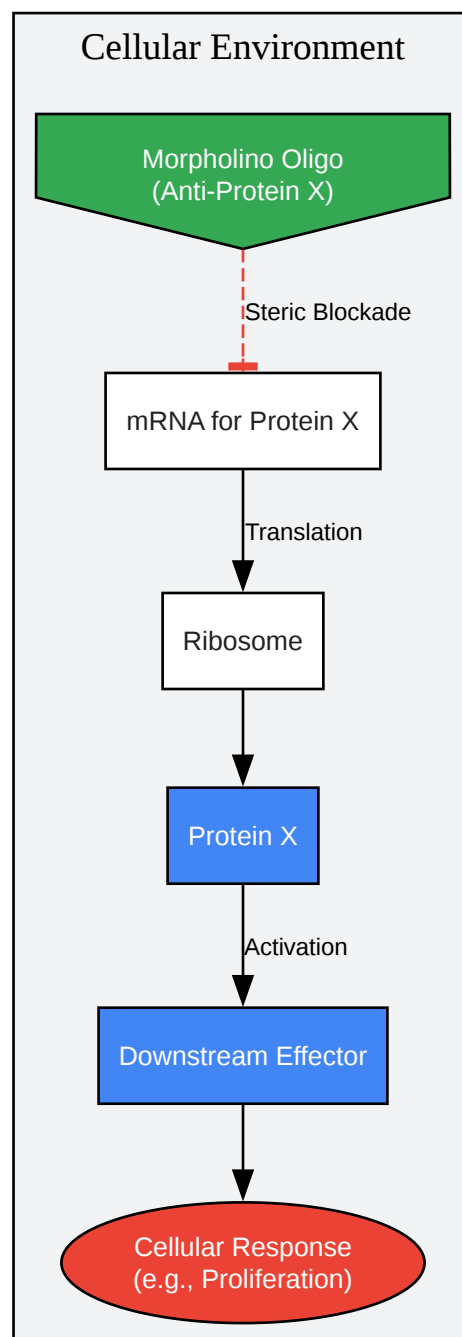 Cellular Environment
Morpholino Oligo
(Anti-Protein X)
Steric Blockade
mRNA for Protein X
Translation
Ribosome
Protein X
Activation
Downstream Effector
Cellular Response
(e.g., Proliferation)